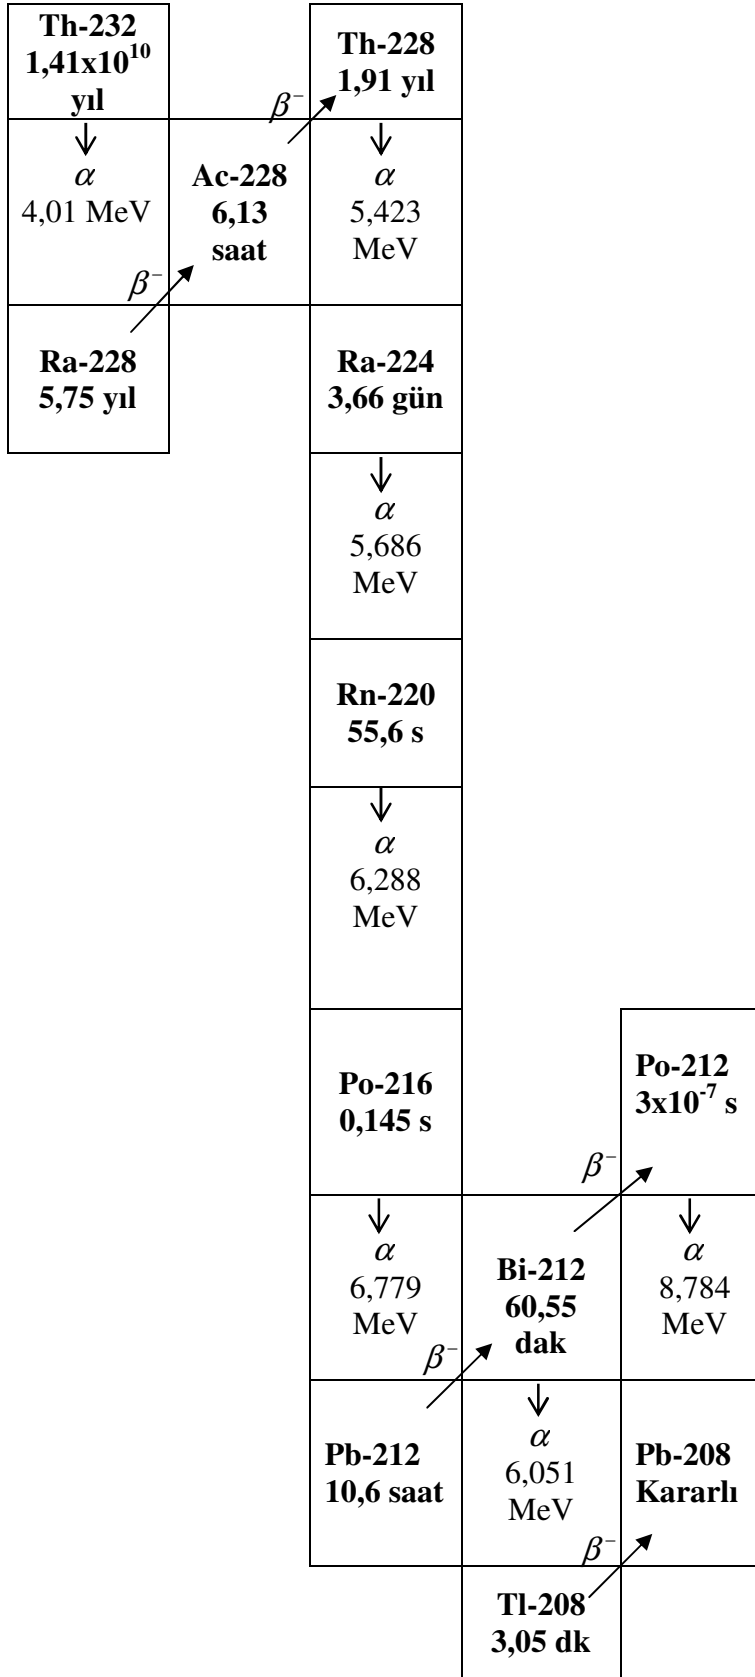 Th-232
1,41x10¹⁰
yıl
Th-228
1,91 yıl
β⁻
↓
α
4,01 MeV
Ac-228
6,13
saat
↓
α
5,423
MeV
β⁻
Ra-228
5,75 yıl
Ra-224
3,66 gün
↓
α
5,686
MeV
Rn-220
55,6 s
↓
α
6,288
MeV
Po-216
0,145 s
Po-212
3x10⁻⁷ s
β⁻
↓
α
6,779
MeV
Bi-212
60,55
dak
↓
α
8,784
MeV
β⁻
Pb-212
10,6 saat
↓
α
6,051
MeV
Pb-208
Kararlı
β⁻
Tl-208
3,05 dk